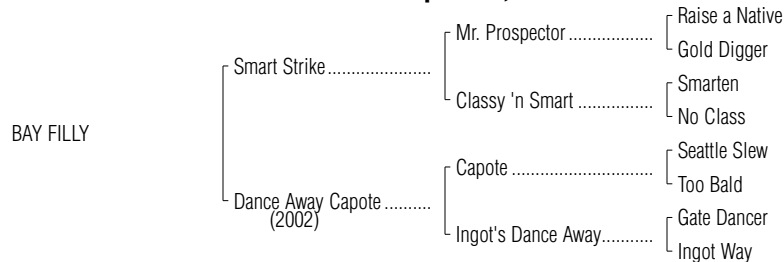 Raise a Native
Mr. Prospector ...................
Gold Digger
Smart Strike.......................
Smarten
Classy 'n Smart ................
No Class
BAY FILLY
Seattle Slew
Capote ..............................
Too Bald
Dance Away Capote ..........
(2002)
Gate Dancer
Ingot's Dance Away...........
Ingot Way